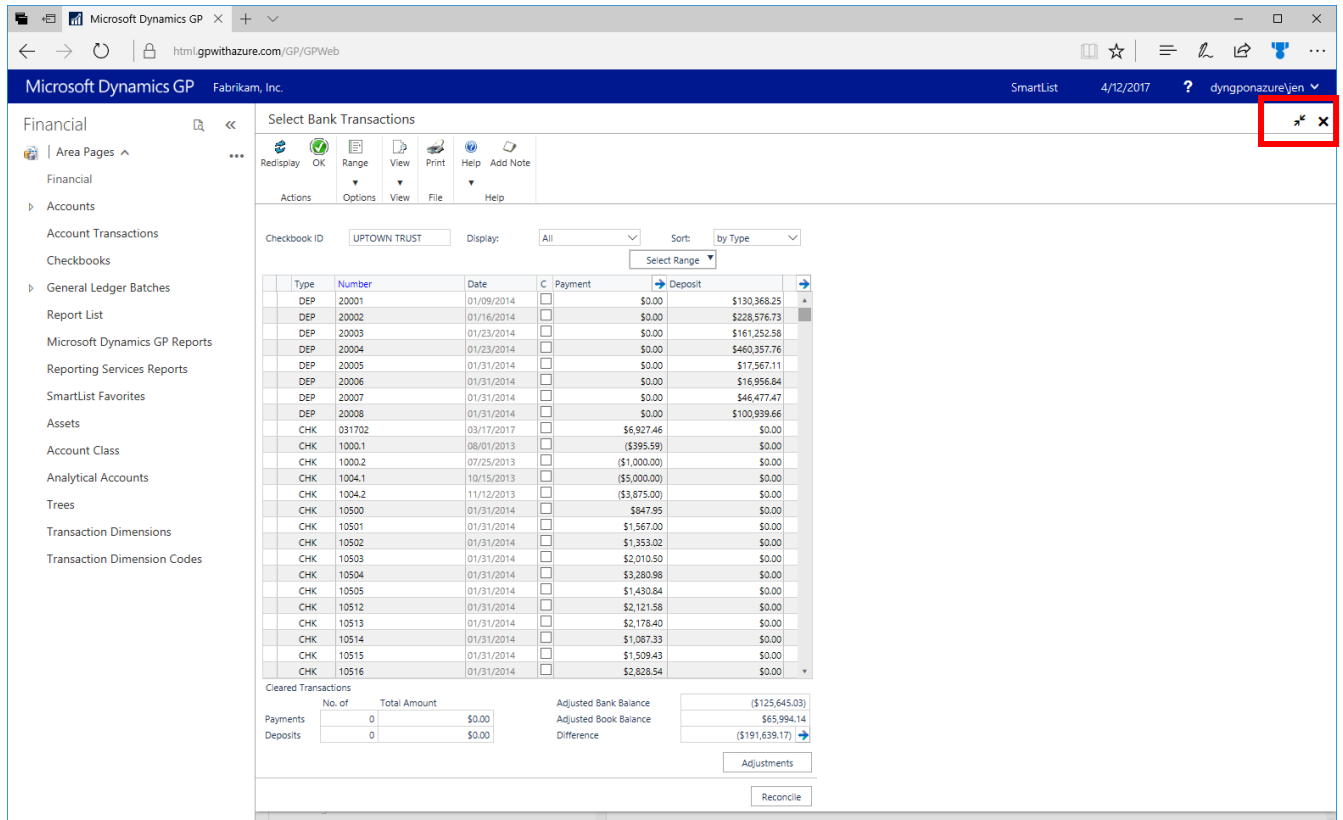 Microsoft Dynamics GP
html.gpwithazure.com/GP/GPWeb
Microsoft Dynamics GP Fabrikam, Inc. SmartList 4/12/2017 ? dyngponazure\jen
Financial
Area Pages
Financial
Accounts
Account Transactions
Checkbooks
General Ledger Batches
Report List
Microsoft Dynamics GP Reports
Reporting Services Reports
SmartList Favorites
Assets
Account Class
Analytical Accounts
Trees
Transaction Dimensions
Transaction Dimension Codes
Select Bank Transactions
Redisplay OK Range View Print Help Add Note
Actions Options View File Help
Checkbook ID UPTOWN TRUST Display: All Sort: by Type
Select Range
Type Number Date C Payment Deposit
DEP 20001 01/09/2014 $0.00 $130,368.25
DEP 20002 01/16/2014 $0.00 $228,576.73
DEP 20003 01/23/2014 $0.00 $161,252.58
DEP 20004 01/23/2014 $0.00 $460,357.76
DEP 20005 01/31/2014 $0.00 $17,567.11
DEP 20006 01/31/2014 $0.00 $16,956.84
DEP 20007 01/31/2014 $0.00 $46,477.47
DEP 20008 01/31/2014 $0.00 $100,939.66
CHK 031702 03/17/2017 $6,927.46 $0.00
CHK 1000.1 08/01/2013 ($395.59) $0.00
CHK 1000.2 07/25/2013 ($1,000.00) $0.00
CHK 1004.1 10/15/2013 ($5,000.00) $0.00
CHK 1004.2 11/12/2013 ($3,875.00) $0.00
CHK 10500 01/31/2014 $847.95 $0.00
CHK 10501 01/31/2014 $1,567.00 $0.00
CHK 10502 01/31/2014 $1,353.02 $0.00
CHK 10503 01/31/2014 $2,010.50 $0.00
CHK 10504 01/31/2014 $3,280.98 $0.00
CHK 10505 01/31/2014 $1,430.84 $0.00
CHK 10512 01/31/2014 $2,121.58 $0.00
CHK 10513 01/31/2014 $2,178.40 $0.00
CHK 10514 01/31/2014 $1,087.33 $0.00
CHK 10515 01/31/2014 $1,509.43 $0.00
CHK 10516 01/31/2014 $2,828.54 $0.00
Cleared Transactions
No. of Total Amount Adjusted Bank Balance ($125,645.03)
Payments 0 $0.00 Adjusted Book Balance $65,994.14
Deposits 0 $0.00 Difference ($191,639.17)
Adjustments
Reconcile